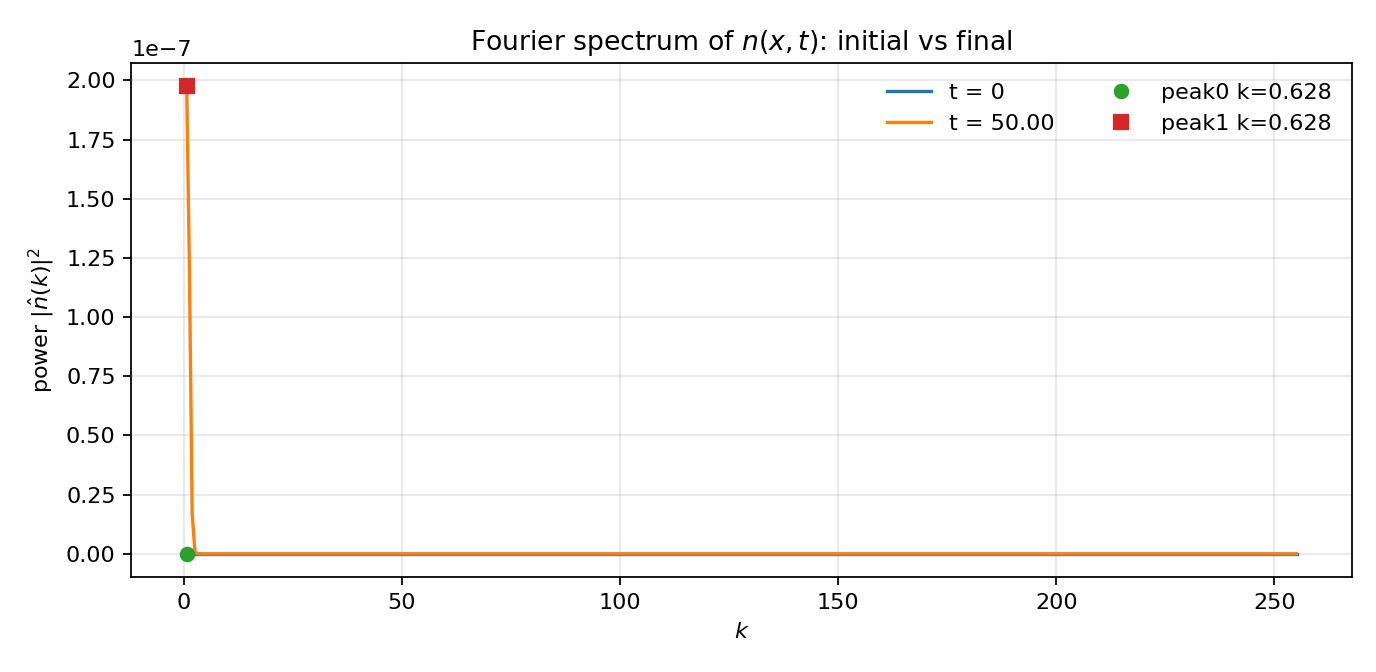 Fourier spectrum of n(x, t): initial vs final
1e−7
2.00
1.75
1.50
1.25
1.00
0.75
0.50
0.25
0.00
power |n̂(k)|²
t = 0
t = 50.00
peak0 k=0.628
peak1 k=0.628
0 50 100 150 200 250
k